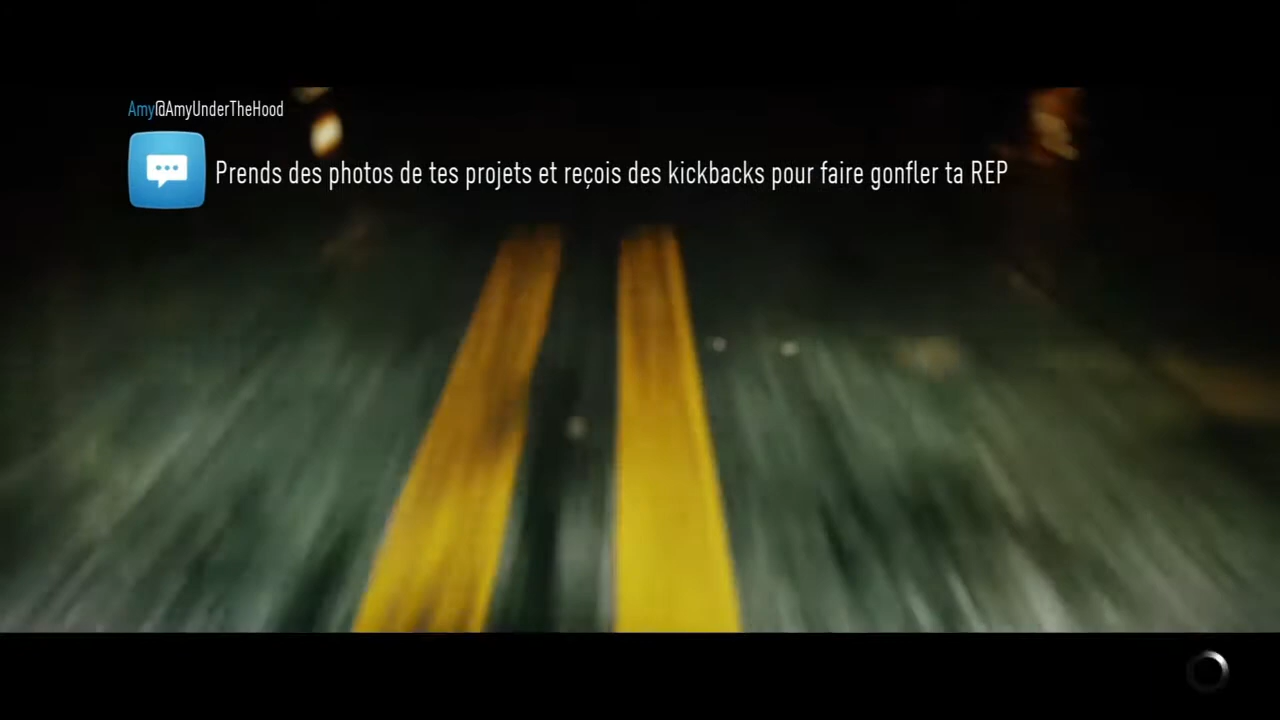 Amy@AmyUnderTheHood
Prends des photos de tes projets et reçois des kickbacks pour faire gonfler ta REP